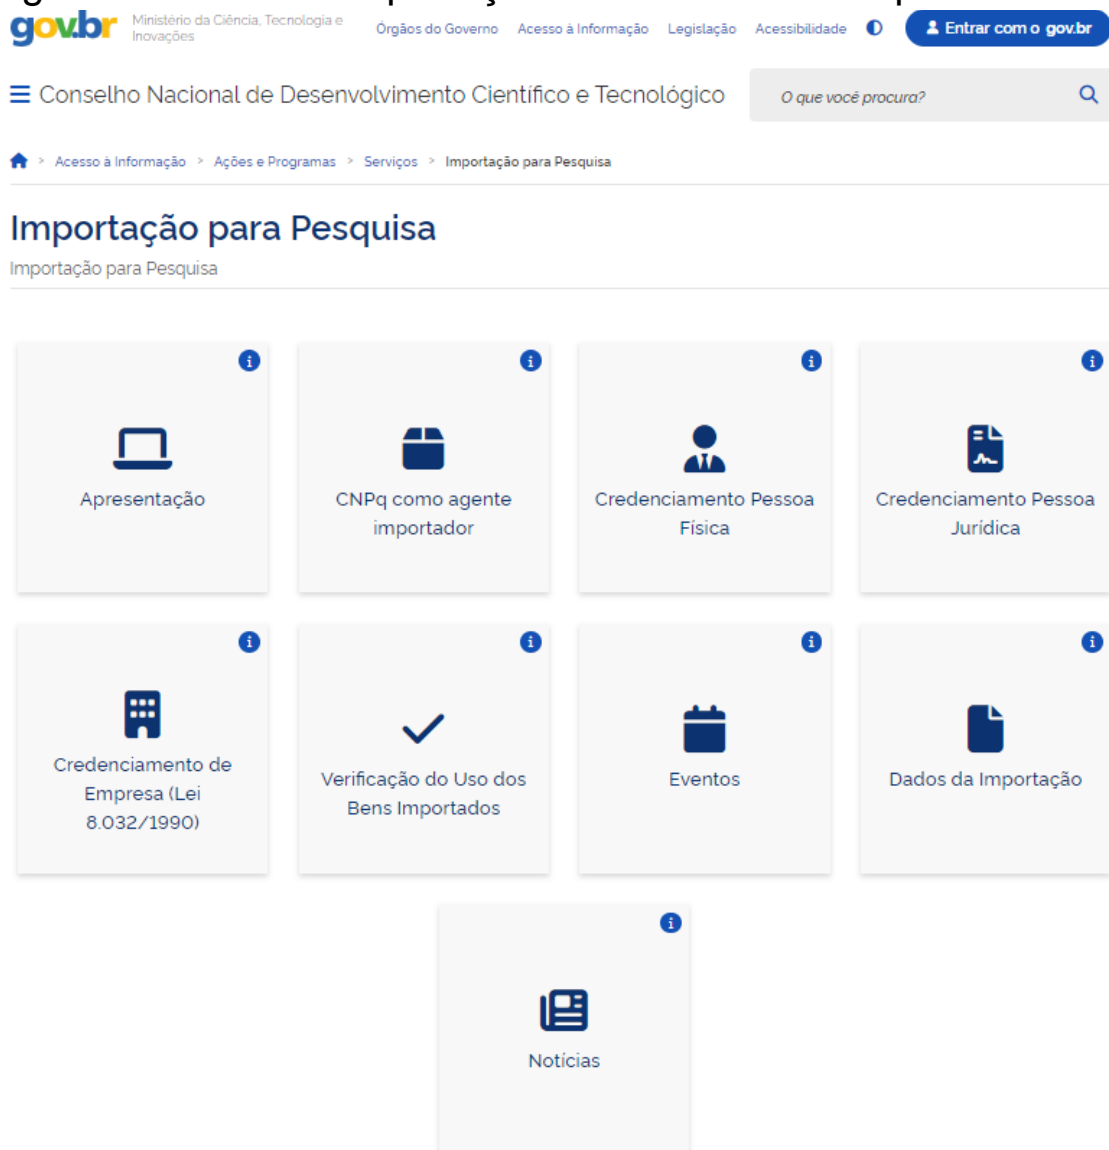 gov.br
Ministério da Ciência, Tecnologia e
Inovações
Órgãos do Governo Acesso à Informação Legislação Acessibilidade
Entrar com o gov.br
Conselho Nacional de Desenvolvimento Científico e Tecnológico
O que você procura?
Acesso à Informação > Ações e Programas > Serviços > Importação para Pesquisa
Importação para Pesquisa
Importação para Pesquisa
Apresentação
CNPq como agente
importador
Credenciamento Pessoa
Física
Credenciamento Pessoa
Jurídica
Credenciamento de
Empresa (Lei
8.032/1990)
Verificação do Uso dos
Bens Importados
Eventos
Dados da Importação
Notícias